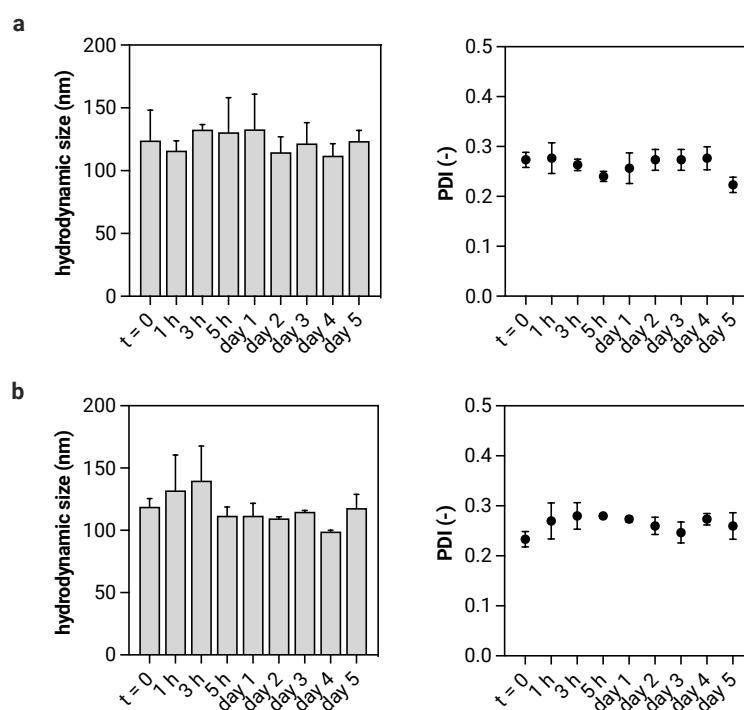 a
hydrodynamic size (nm)
200
150
100
50
0
t = 0
1 h
3 h
5 h
day 1
day 2
day 3
day 4
day 5
PDI (-)
0.5
0.4
0.3
0.2
0.1
0.0
t = 0
1 h
3 h
5 h
day 1
day 2
day 3
day 4
day 5
b
hydrodynamic size (nm)
200
150
100
50
0
t = 0
1 h
3 h
5 h
day 1
day 2
day 3
day 4
day 5
PDI (-)
0.5
0.4
0.3
0.2
0.1
0.0
t = 0
1 h
3 h
5 h
day 1
day 2
day 3
day 4
day 5